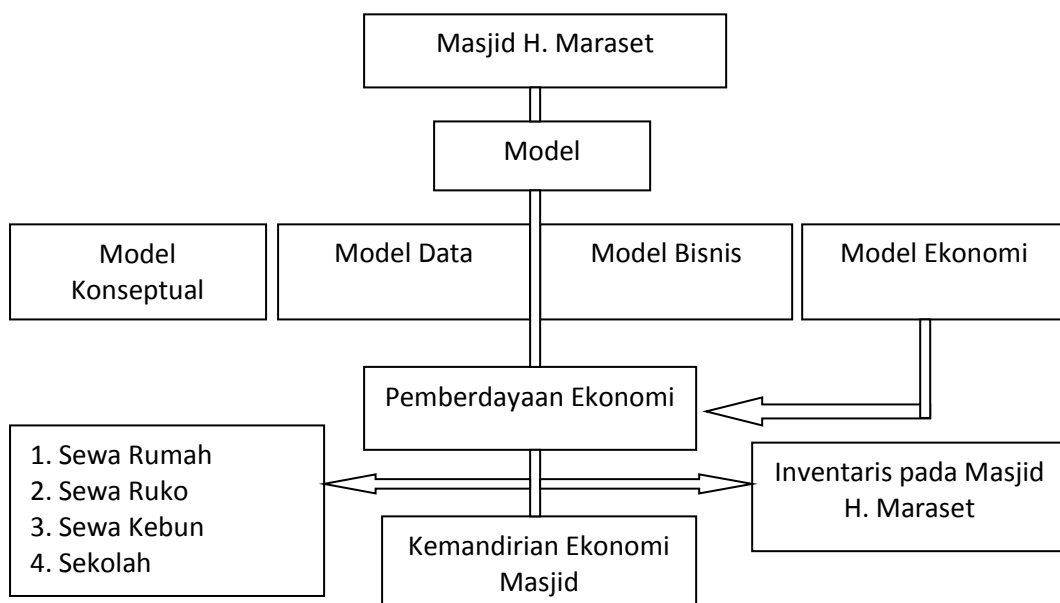 Masjid H. Maraset
Model
Model
Konseptual
Model Data
Model Bisnis
Model Ekonomi
Pemberdayaan Ekonomi
1. Sewa Rumah
2. Sewa Ruko
3. Sewa Kebun
4. Sekolah
Inventaris pada Masjid
H. Maraset
Kemandirian Ekonomi
Masjid